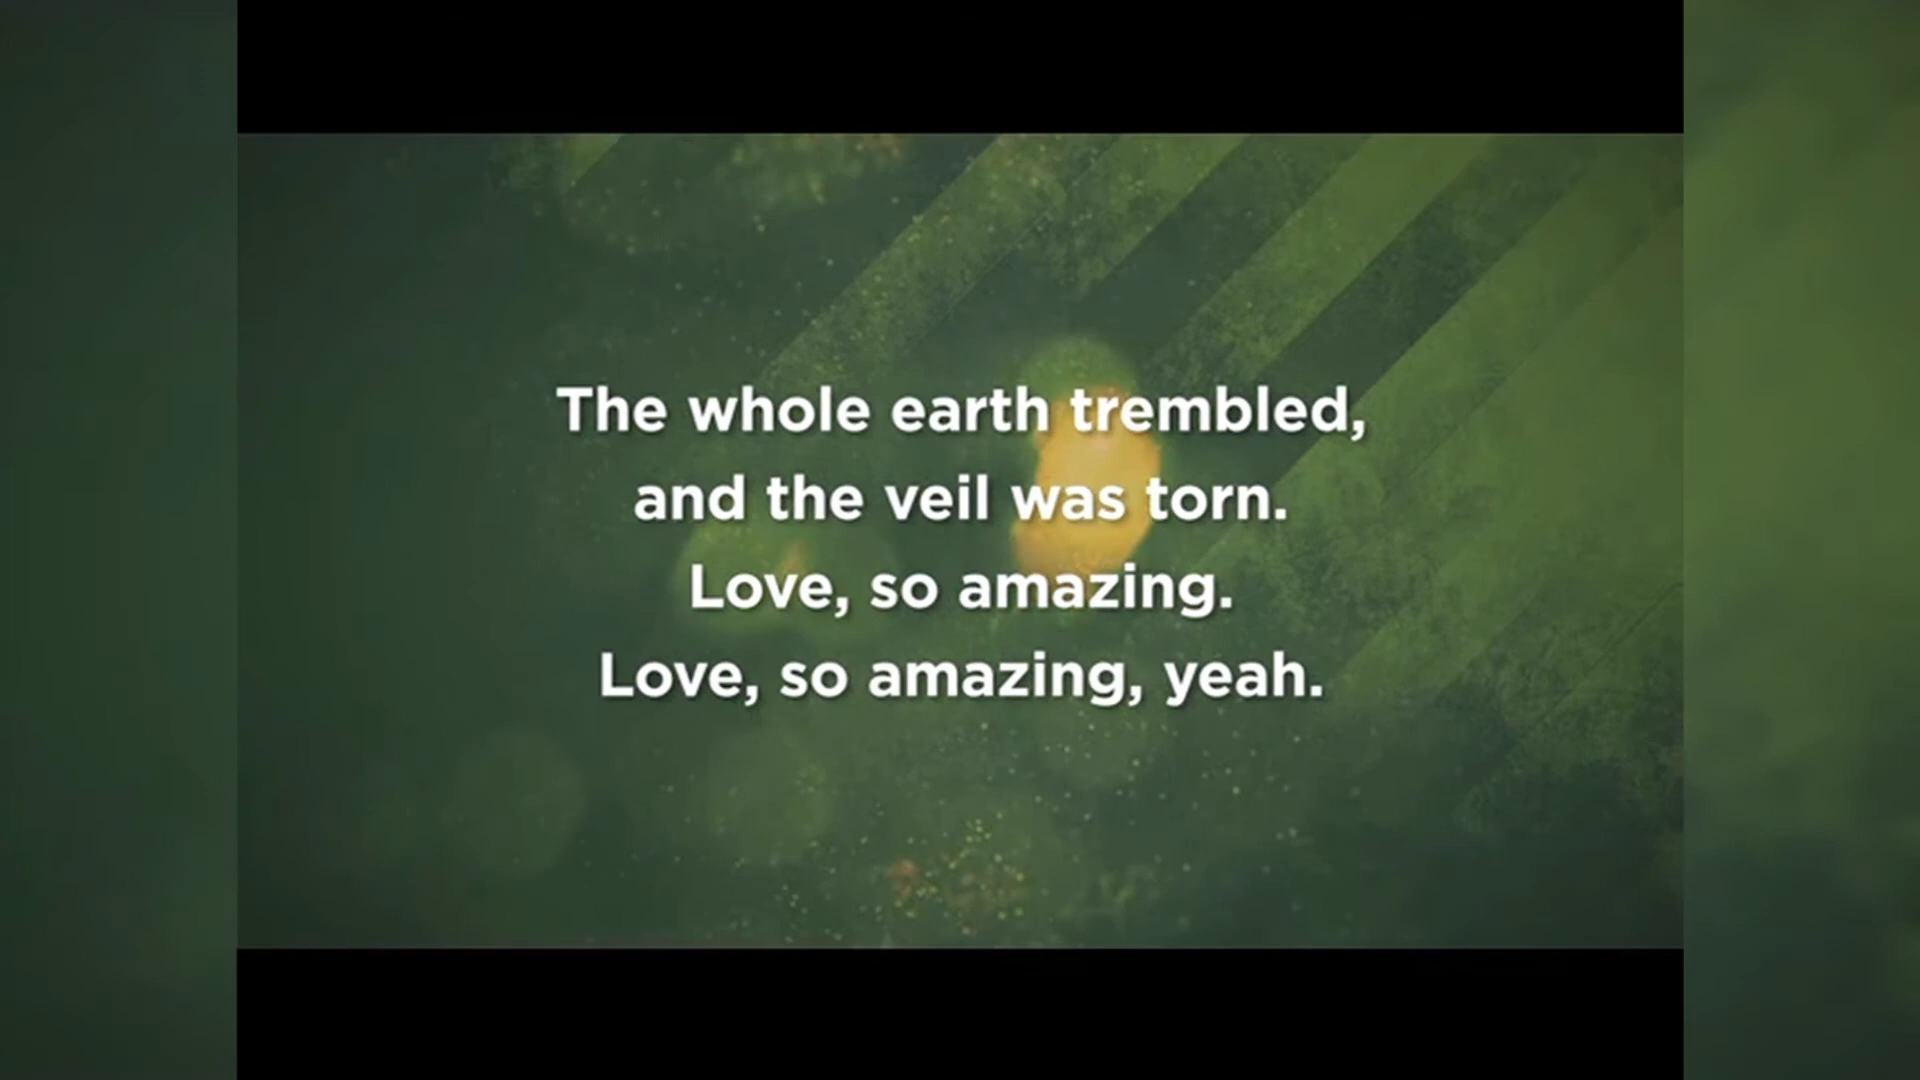 The whole earth trembled,
and the veil was torn.
Love, so amazing.
Love, so amazing, yeah.